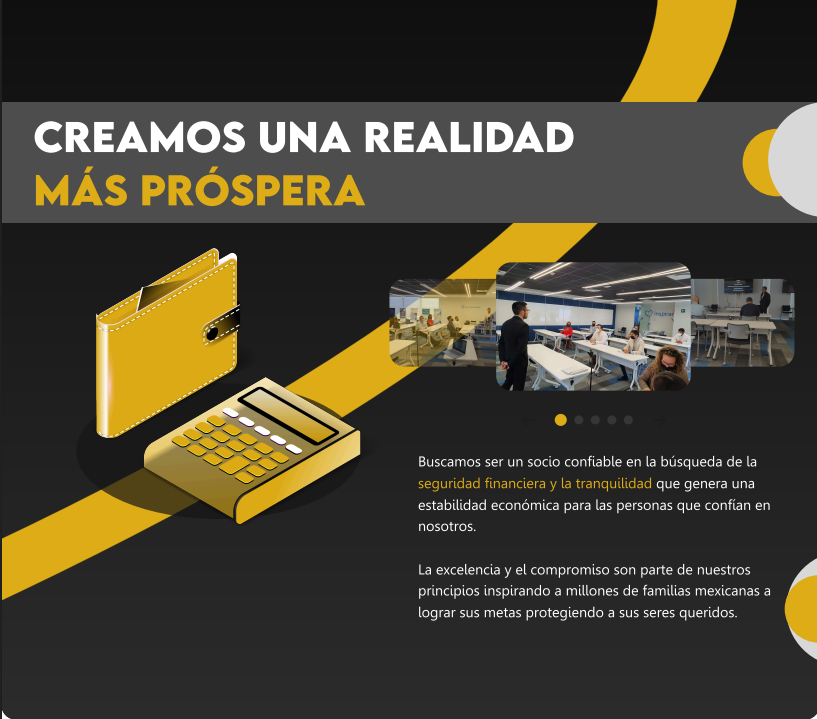 CREAMOS UNA REALIDAD
MÁS PRÓSPERA
Buscamos ser un socio confiable en la búsqueda de la
seguridad financiera y la tranquilidad que genera una
estabilidad económica para las personas que confían en
nosotros.
La excelencia y el compromiso son parte de nuestros
principios inspirando a millones de familias mexicanas a
lograr sus metas protegiendo a sus seres queridos.